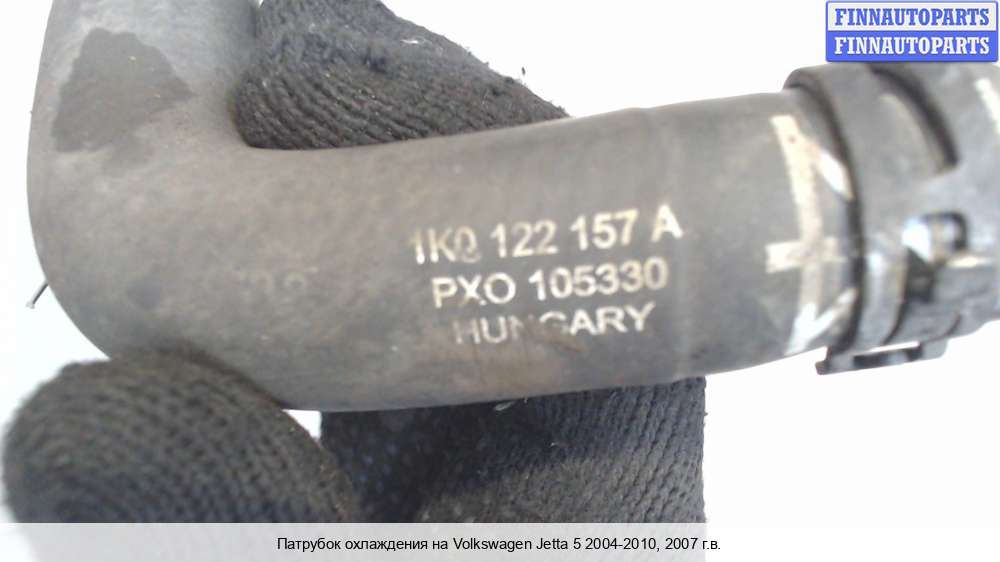 FINNAUTOPARTS
FINNAUTOPARTS
1K0 122 157 A
PXO 105330
HUNGARY
Патрубок охлаждения на Volkswagen Jetta 5 2004-2010, 2007 г.в.